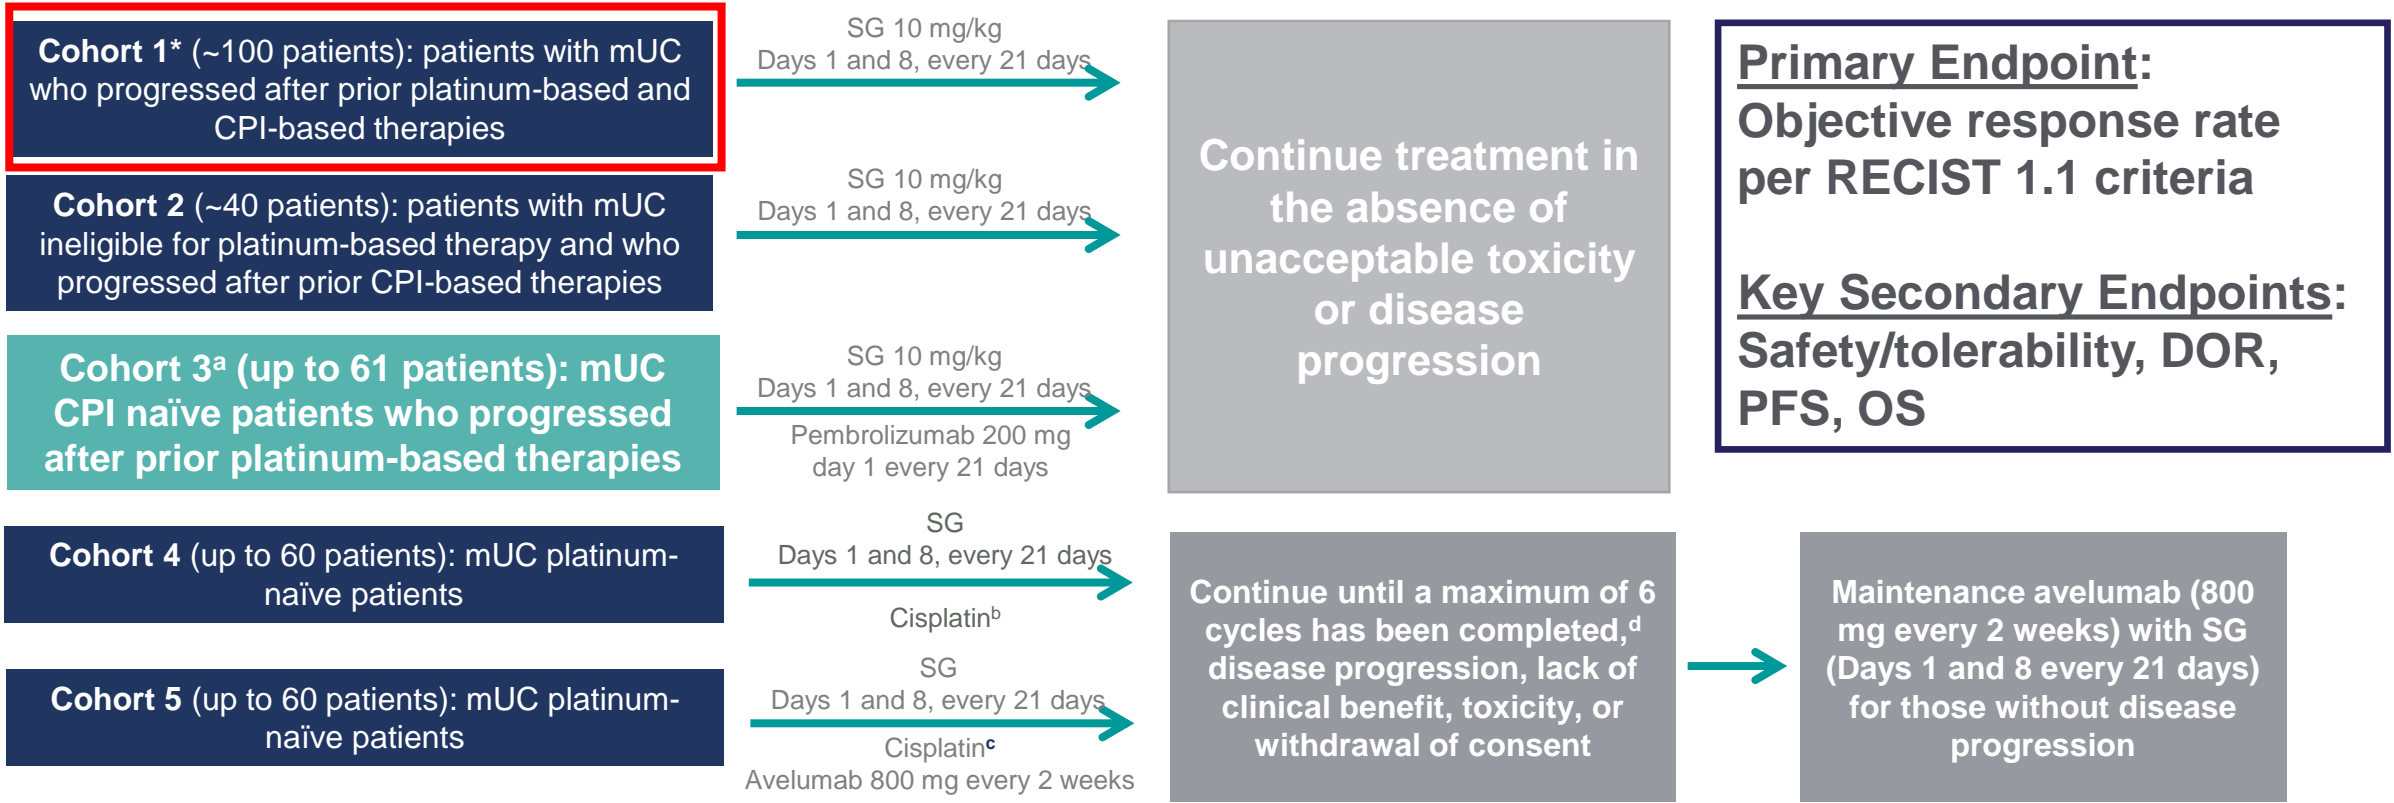 Cohort 1* (~100 patients): patients with mUC
who progressed after prior platinum-based and
CPI-based therapies
SG 10 mg/kg
Days 1 and 8, every 21 days
Cohort 2 (~40 patients): patients with mUC
ineligible for platinum-based therapy and who
progressed after prior CPI-based therapies
SG 10 mg/kg
Days 1 and 8, every 21 days
Cohort 3ª (up to 61 patients): mUC
CPI naïve patients who progressed
after prior platinum-based therapies
SG 10 mg/kg
Days 1 and 8, every 21 days
Pembrolizumab 200 mg
day 1 every 21 days
Continue treatment in
the absence of
unacceptable toxicity
or disease
progression
Primary Endpoint:
Objective response rate
per RECIST 1.1 criteria
Key Secondary Endpoints:
Safety/tolerability, DOR,
PFS, OS
Cohort 4 (up to 60 patients): mUC platinum-
naïve patients
SG
Days 1 and 8, every 21 days
Cisplatinᵇ
Cohort 5 (up to 60 patients): mUC platinum-
naïve patients
SG
Days 1 and 8, every 21 days
Cisplatinᶜ
Avelumab 800 mg every 2 weeks
Continue until a maximum of 6
cycles has been completed,ᵈ
disease progression, lack of
clinical benefit, toxicity, or
withdrawal of consent
Maintenance avelumab (800
mg every 2 weeks) with SG
(Days 1 and 8 every 21 days)
for those without disease
progression